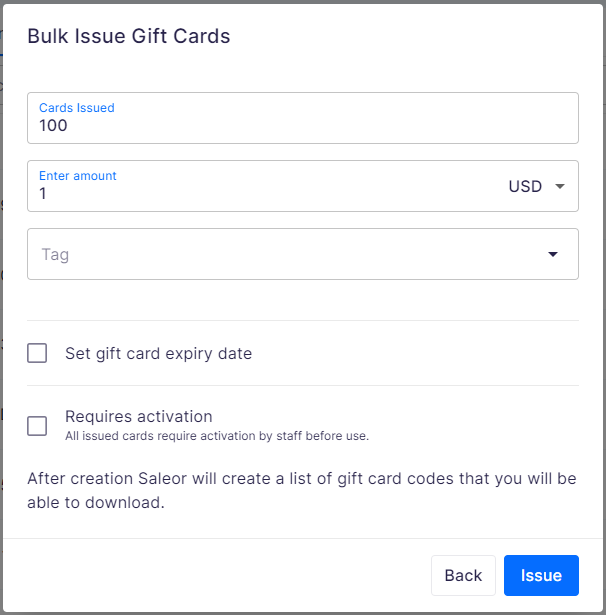 Bulk Issue Gift Cards
Cards Issued
100
Enter amount
1
USD
Tag
Set gift card expiry date
Requires activation
All issued cards require activation by staff before use.
After creation Saleor will create a list of gift card codes that you will be
able to download.
Back
Issue